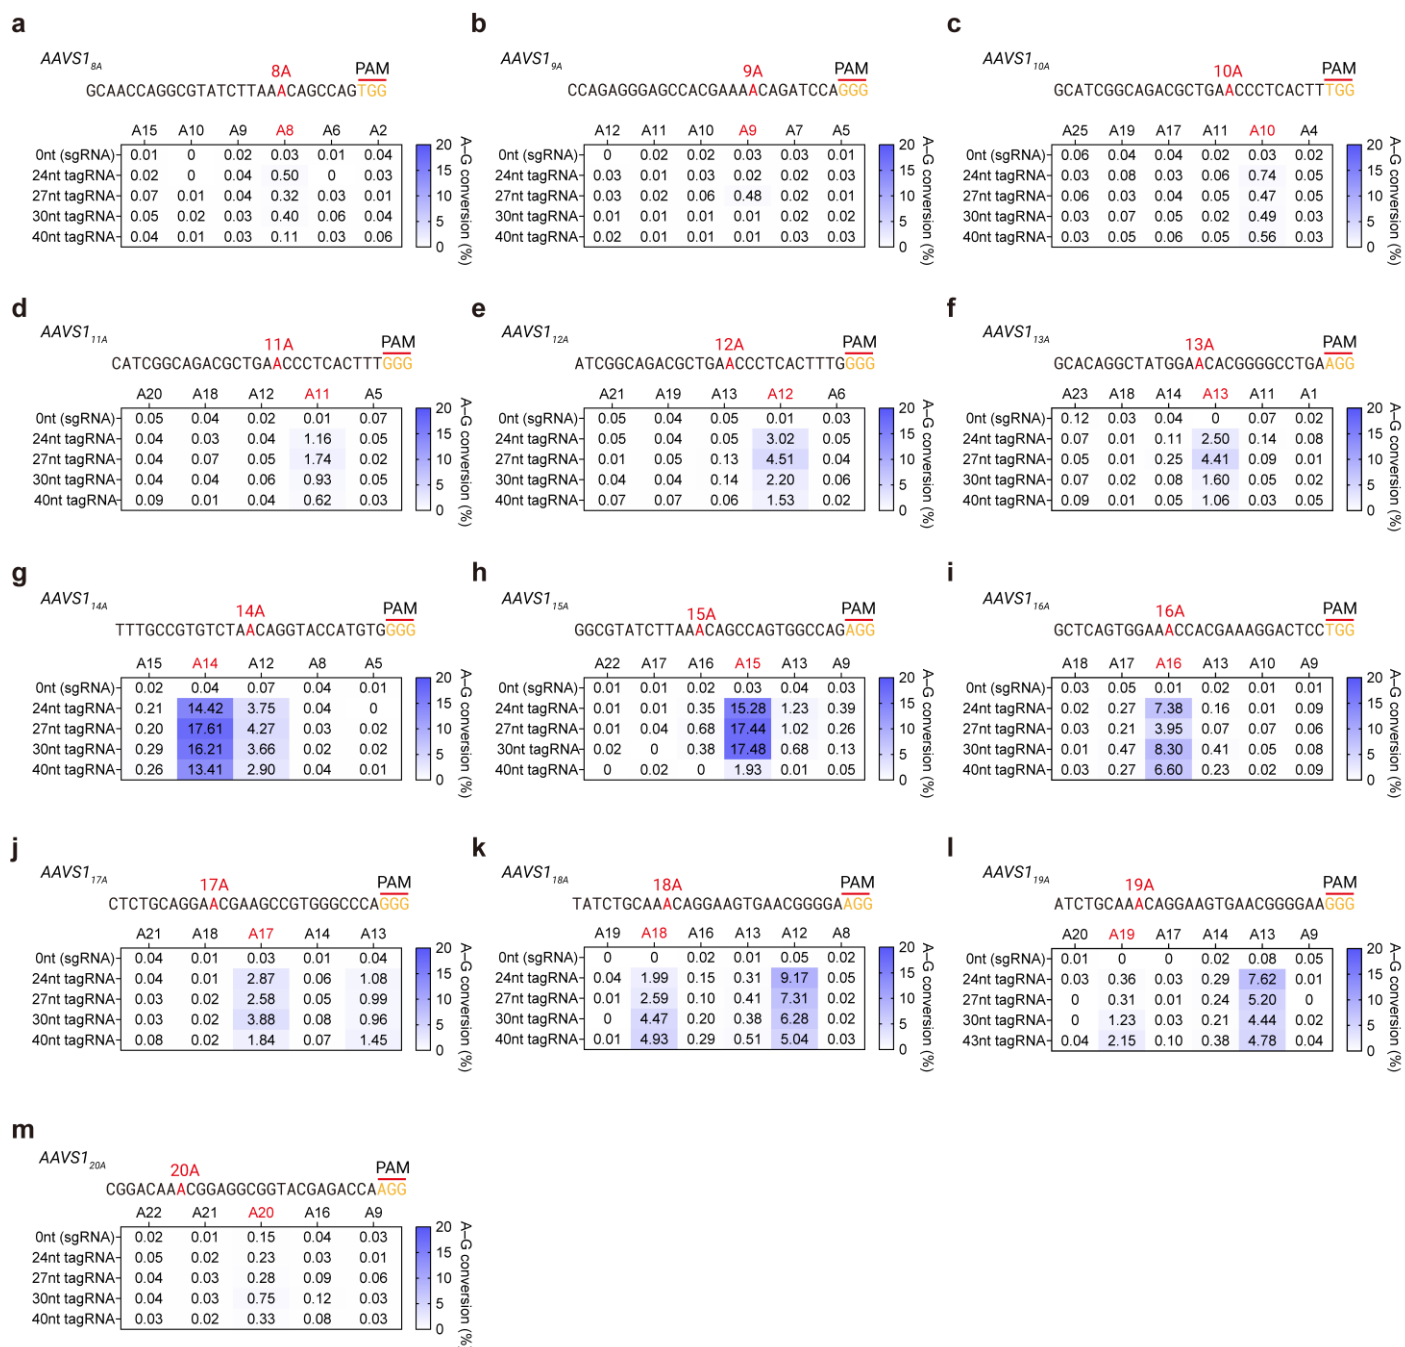 a
AAVS1 8A
8A
PAM
GCAACCAGGCGTATCTTAAACAGCCAGTGG
A15 A10 A9 A8 A6 A2
0nt (sgRNA) 0.01 0 0.02 0.03 0.01 0.04
24nt tagRNA 0.02 0 0.04 0.50 0 0.03
27nt tagRNA 0.07 0.01 0.04 0.32 0.03 0.01
30nt tagRNA 0.05 0.02 0.03 0.40 0.06 0.04
40nt tagRNA 0.04 0.01 0.03 0.11 0.03 0.06
20
15
10
5
0
A–G conversion (%)
b
AAVS1 9A
9A
PAM
CCAGAGGGAGCCACGAAAACAGATCCAGGG
A12 A11 A10 A9 A7 A5
0nt (sgRNA) 0 0.02 0.02 0.03 0.03 0.01
24nt tagRNA 0.03 0.01 0.03 0.02 0.02 0.03
27nt tagRNA 0.03 0.02 0.06 0.48 0.02 0.01
30nt tagRNA 0.01 0.01 0.01 0.01 0.02 0.02
40nt tagRNA 0.02 0.01 0.01 0.01 0.03 0.03
20
15
10
5
0
A–G conversion (%)
c
AAVS1 10A
10A
PAM
GCATCGGCAGACGCTGAACCCTCACTTTGG
A25 A19 A17 A11 A10 A4
0nt (sgRNA) 0.06 0.04 0.04 0.02 0.03 0.02
24nt tagRNA 0.03 0.08 0.03 0.06 0.74 0.05
27nt tagRNA 0.06 0.03 0.04 0.05 0.47 0.05
30nt tagRNA 0.03 0.07 0.05 0.02 0.49 0.03
40nt tagRNA 0.03 0.05 0.06 0.05 0.56 0.03
20
15
10
5
0
A–G conversion (%)
d
AAVS1 11A
11A
PAM
CATCGGCAGACGCTGAACCCTCACTTTGGG
A20 A18 A12 A11 A5
0nt (sgRNA) 0.05 0.04 0.02 0.01 0.07
24nt tagRNA 0.04 0.03 0.04 1.16 0.05
27nt tagRNA 0.04 0.07 0.05 1.74 0.02
30nt tagRNA 0.04 0.04 0.06 0.93 0.03
40nt tagRNA 0.09 0.01 0.04 0.62 0.03
20
15
10
5
0
A–G conversion (%)
e
AAVS1 12A
12A
PAM
ATCGGCAGACGCTGAACCCTCACTTTGGGG
A21 A19 A13 A12 A6
0nt (sgRNA) 0.05 0.04 0.05 0.01 0.03
24nt tagRNA 0.05 0.04 0.05 3.02 0.05
27nt tagRNA 0.01 0.05 0.13 4.51 0.04
30nt tagRNA 0.04 0.04 0.14 2.20 0.06
40nt tagRNA 0.07 0.07 0.06 1.53 0.02
20
15
10
5
0
A–G conversion (%)
f
AAVS1 13A
13A
PAM
GCACAGGCTATGGAACACGGGGCCTGAAGG
A23 A18 A14 A13 A11 A1
0nt (sgRNA) 0.12 0.03 0.04 0 0.07 0.02
24nt tagRNA 0.07 0.01 0.11 2.50 0.14 0.08
27nt tagRNA 0.05 0.01 0.25 4.41 0.09 0.01
30nt tagRNA 0.07 0.02 0.08 1.60 0.05 0.02
40nt tagRNA 0.09 0.01 0.05 1.06 0.03 0.05
20
15
10
5
0
A–G conversion (%)
g
AAVS1 14A
14A
PAM
TTTGCCGTGTCTAACAGGTACCATGTGGGG
A15 A14 A12 A8 A5
0nt (sgRNA) 0.02 0.04 0.07 0.04 0.01
24nt tagRNA 0.21 14.42 3.75 0.04 0
27nt tagRNA 0.20 17.61 4.27 0.03 0.02
30nt tagRNA 0.29 16.21 3.66 0.02 0.02
40nt tagRNA 0.26 13.41 2.90 0.04 0.01
20
15
10
5
0
A–G conversion (%)
h
AAVS1 15A
15A
PAM
GGCGTATCTTAAACAGCCAGTGGCCAGAGG
A22 A17 A16 A15 A13 A9
0nt (sgRNA) 0.01 0.01 0.02 0.03 0.04 0.03
24nt tagRNA 0.01 0.01 0.35 15.28 1.23 0.39
27nt tagRNA 0.01 0.04 0.68 17.44 1.02 0.26
30nt tagRNA 0.02 0 0.38 17.48 0.68 0.13
40nt tagRNA 0 0.02 0 1.93 0.01 0.05
20
15
10
5
0
A–G conversion (%)
i
AAVS1 16A
16A
PAM
GCTCAGTGGAAACCACGAAAGGACTCCTGG
A18 A17 A16 A13 A10 A9
0nt (sgRNA) 0.03 0.05 0.01 0.02 0.01 0.01
24nt tagRNA 0.02 0.27 7.38 0.16 0.01 0.09
27nt tagRNA 0.03 0.21 3.95 0.07 0.07 0.06
30nt tagRNA 0.01 0.47 8.30 0.41 0.05 0.08
40nt tagRNA 0.03 0.27 6.60 0.23 0.02 0.09
20
15
10
5
0
A–G conversion (%)
j
AAVS1 17A
17A
PAM
CTCTGCAGGAACGAAGCCGTGGGCCCAGGG
A21 A18 A17 A14 A13
0nt (sgRNA) 0.04 0.01 0.03 0.01 0.04
24nt tagRNA 0.04 0.01 2.87 0.06 1.08
27nt tagRNA 0.03 0.02 2.58 0.05 0.99
30nt tagRNA 0.03 0.02 3.88 0.08 0.96
40nt tagRNA 0.08 0.02 1.84 0.07 1.45
20
15
10
5
0
A–G conversion (%)
k
AAVS1 18A
18A
PAM
TATCTGCAAACAGGAAGTGAACGGGGAAGG
A19 A18 A16 A13 A12 A8
0nt (sgRNA) 0 0 0.02 0.01 0.05 0.02
24nt tagRNA 0.04 1.99 0.15 0.31 9.17 0.05
27nt tagRNA 0.01 2.59 0.10 0.41 7.31 0.02
30nt tagRNA 0 4.47 0.20 0.38 6.28 0.02
40nt tagRNA 0.01 4.93 0.29 0.51 5.04 0.03
20
15
10
5
0
A–G conversion (%)
l
AAVS1 19A
19A
PAM
ATCTGCAAACAGGAAGTGAACGGGGAAGGG
A20 A19 A17 A14 A13 A9
0nt (sgRNA) 0.01 0 0 0.02 0.08 0.05
24nt tagRNA 0.03 0.36 0.03 0.29 7.62 0.01
27nt tagRNA 0 0.31 0.01 0.24 5.20 0
30nt tagRNA 0 1.23 0.03 0.21 4.44 0.02
43nt tagRNA 0.04 2.15 0.10 0.38 4.78 0.04
20
15
10
5
0
A–G conversion (%)
m
AAVS1 20A
20A
PAM
CGGACAAACGGAGGCGGTACGAGACCAAGG
A22 A21 A20 A16 A9
0nt (sgRNA) 0.02 0.01 0.15 0.04 0.03
24nt tagRNA 0.05 0.02 0.23 0.03 0.01
27nt tagRNA 0.04 0.03 0.28 0.09 0.06
30nt tagRNA 0.04 0.03 0.75 0.12 0.03
40nt tagRNA 0.03 0.02 0.33 0.08 0.03
20
15
10
5
0
A–G conversion (%)